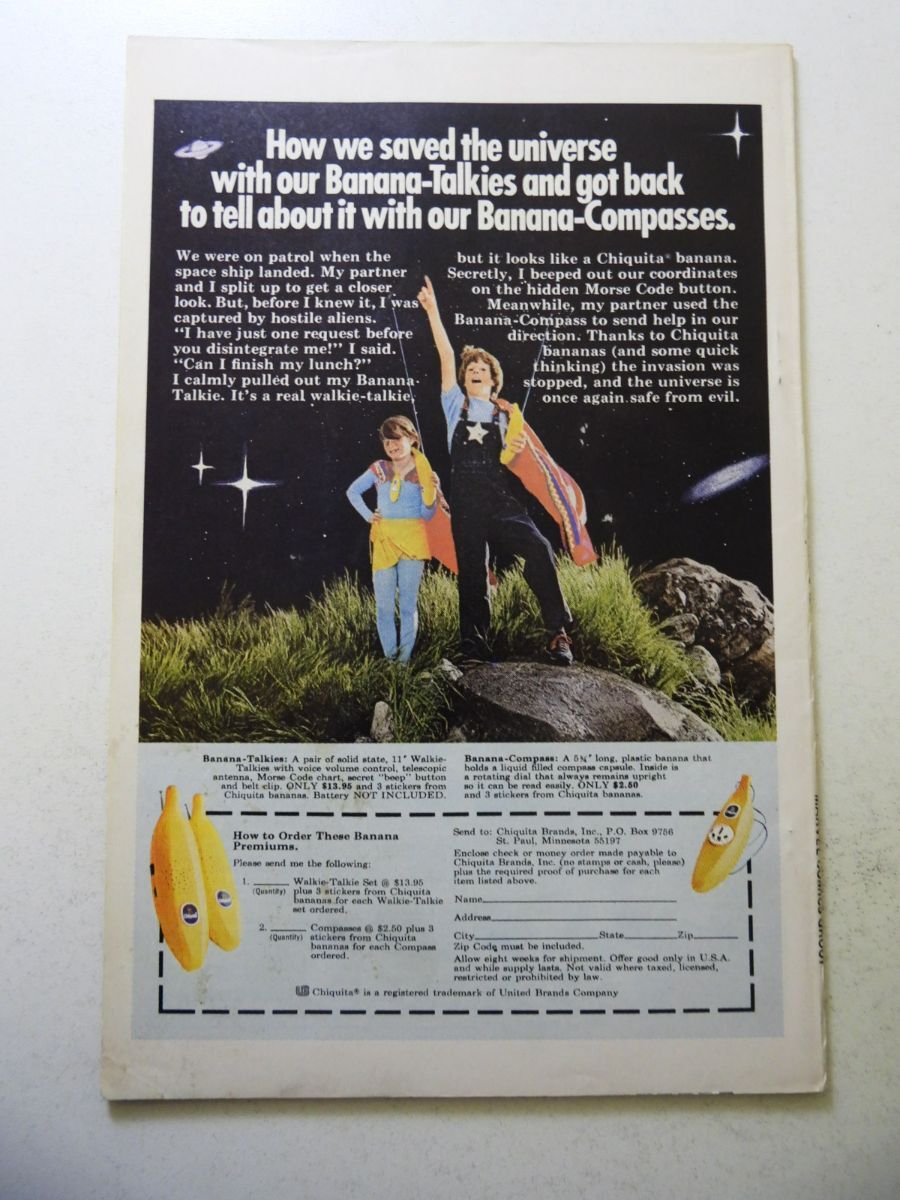 How we saved the universe
with our Banana-Talkies and got back
to tell about it with our Banana-Compasses.
We were on patrol when the
space ship landed. My partner
and I split up to get a closer
look. But, before I knew it, I was
captured by hostile aliens.
"I have just one request before
you disintegrate me!" I said.
"Can I finish my lunch?"
I calmly pulled out my Banana-
Talkie. It's a real walkie-talkie,
but it looks like a Chiquita® banana.
Secretly, I beeped out our coordinates
on the hidden Morse Code button.
Meanwhile, my partner used the
Banana-Compass to send help in our
direction. Thanks to Chiquita
bananas (and some quick
thinking) the invasion was
stopped, and the universe is
once again safe from evil.
Banana-Talkies: A pair of solid state, 11" Walkie-
Talkies with voice volume control, telescopic
antenna, Morse Code chart, secret "beep" button
and belt clip. ONLY $13.95 and 3 stickers from
Chiquita bananas. Battery NOT INCLUDED.
Banana-Compass: A 5¾" long, plastic banana that
holds a liquid filled compass capsule. Inside is
a rotating dial that always remains upright
so it can be read easily. ONLY $2.50
and 3 stickers from Chiquita bananas.
How to Order These Banana
Premiums.
Please send me the following:
1. ______ Walkie-Talkie Set @ $13.95
(Quantity) plus 3 stickers from Chiquita
bananas for each Walkie-Talkie
set ordered.
2. ______ Compasses @ $2.50 plus 3
(Quantity) stickers from Chiquita
bananas for each Compass
ordered.
Send to: Chiquita Brands, Inc., P.O. Box 9756
St. Paul, Minnesota 55197
Enclose check or money order made payable to
Chiquita Brands, Inc. (no stamps or cash, please)
plus the required proof of purchase for each
item listed above.
Name
Address
City State Zip
Zip Code must be included.
Allow eight weeks for shipment. Offer good only in U.S.A.
and while supply lasts. Not valid where taxed, licensed,
restricted or prohibited by law.
Chiquita® is a registered trademark of United Brands Company